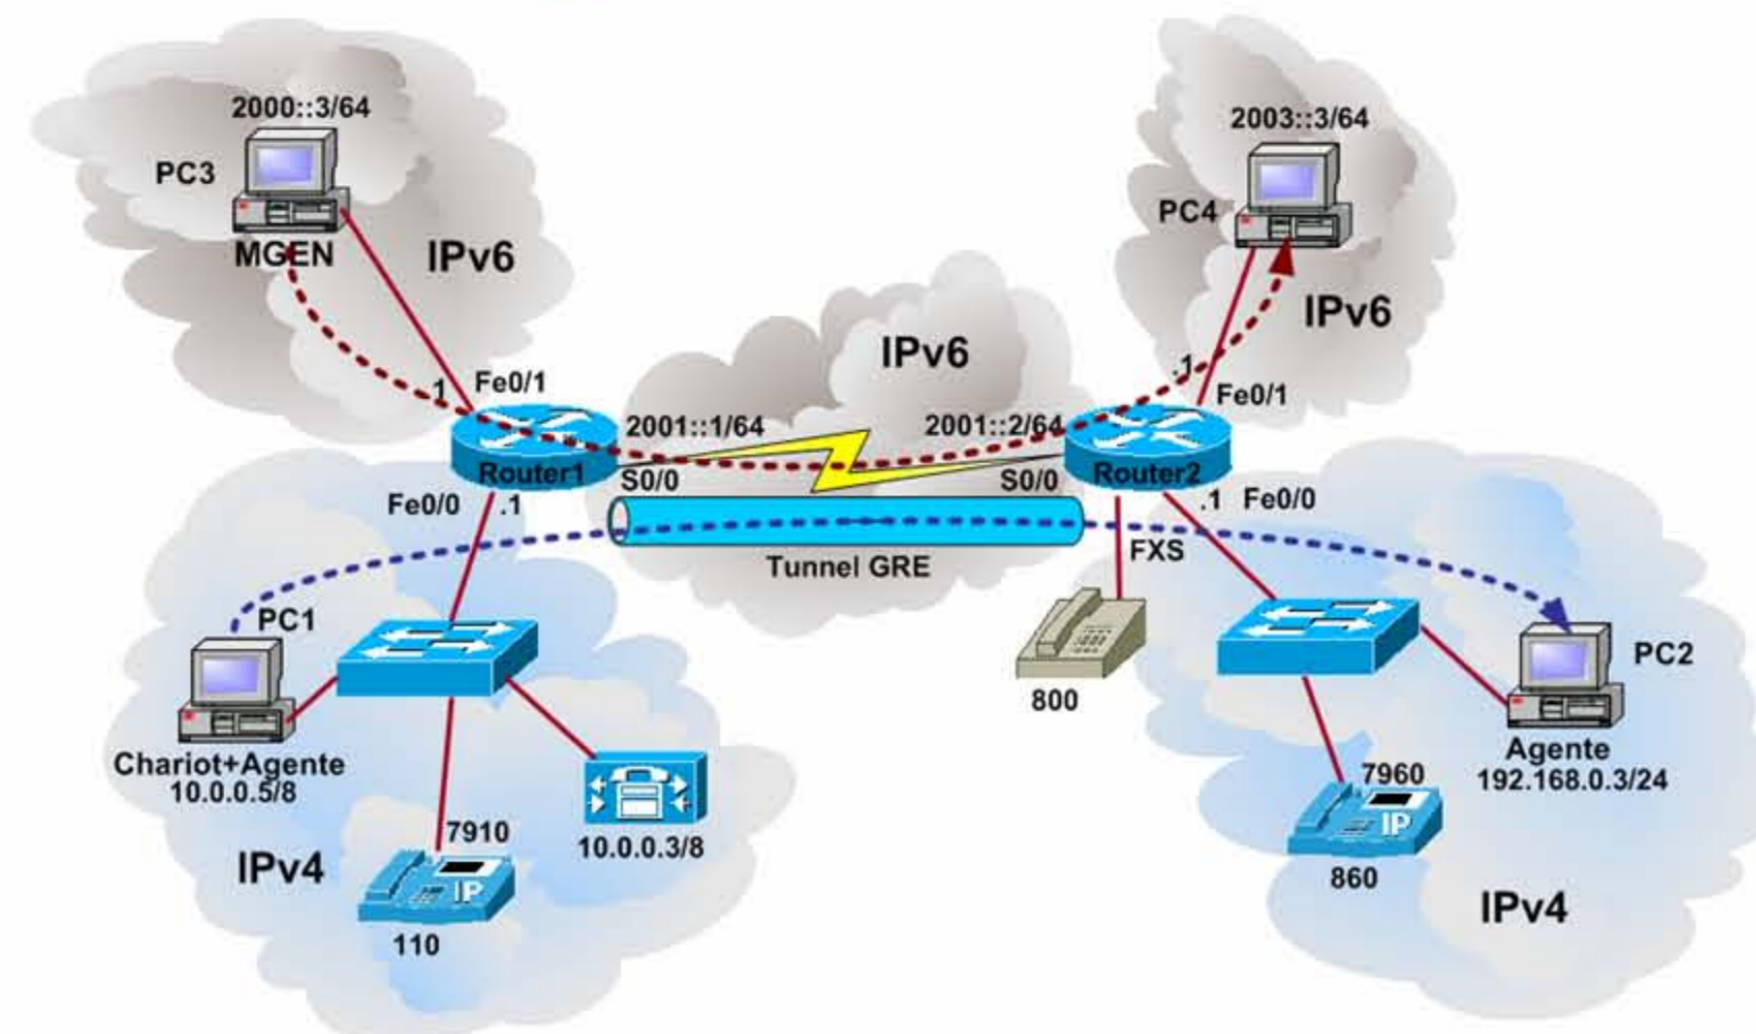 2000::3/64
PC3
MGEN
IPv6
.1
Fe0/1
Router1
2001::1/64
S0/0
Fe0/0
.1
IPv6
2001::2/64
S0/0
Tunnel GRE
2003::3/64
PC4
IPv6
.1
Fe0/1
Router2
.1
Fe0/0
FXS
800
PC1
Chariot+Agente
10.0.0.5/8
IPv4
7910
IP
110
10.0.0.3/8
PC2
Agente
192.168.0.3/24
7960
IP
860
IPv4